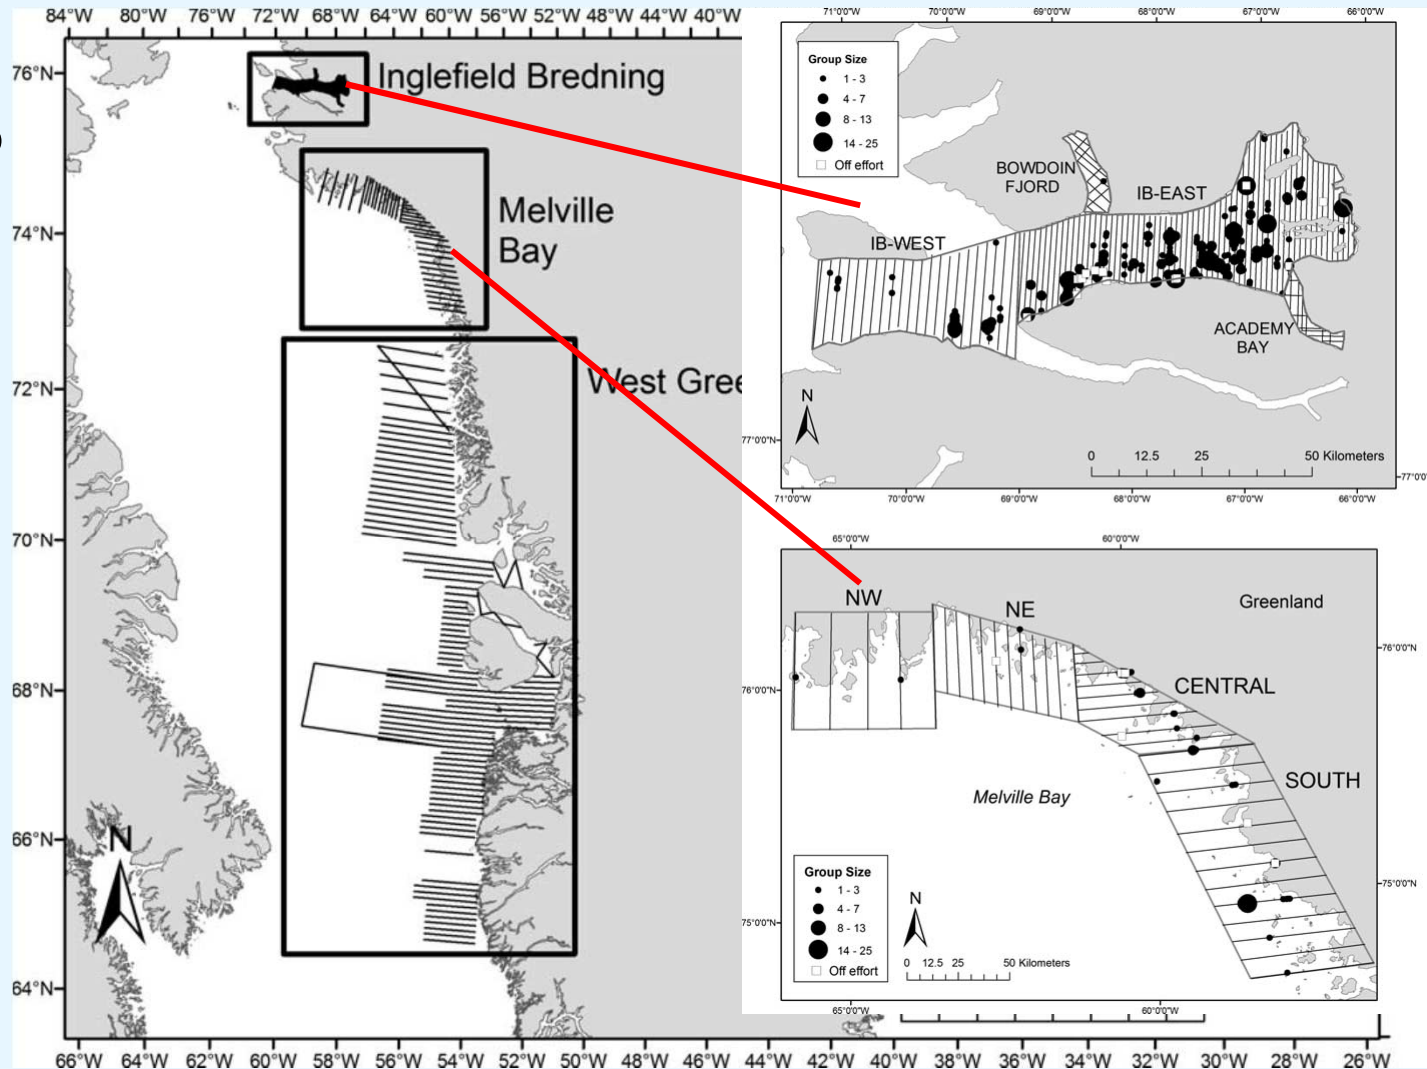 84°W 80°W 76°W 72°W 68°W 64°W 60°W 56°W 52°W 48°W 44°W 40°W
76°N
74°N
72°N
70°N
68°N
66°N
64°N
Inglefield Bredning
Melville
Bay
West Gree
N
66°W 64°W 62°W 60°W 58°W 56°W 54°W 52°W 50°W 48°W 46°W 44°W 42°W 40°W 38°W 36°W 34°W 32°W 30°W 28°W 26°W
71°0'0"W 70°0'0"W 69°0'0"W 68°0'0"W 67°0'0"W 66°0'0"W
Group Size
1 - 3
4 - 7
8 - 13
14 - 25
Off effort
BOWDOIN
FJORD
IB-EAST
IB-WEST
ACADEMY
BAY
N
77°0'0"N
0 12.5 25 50 Kilometers
77°0'0"N
71°0'0"W 70°0'0"W 69°0'0"W 68°0'0"W 67°0'0"W 66°0'0"W
65°0'0"W 60°0'0"W
NW
NE
Greenland
76°0'0"N
CENTRAL
76°0'0"N
SOUTH
Melville Bay
75°0'0"N
Group Size
1 - 3
4 - 7
8 - 13
14 - 25
Off effort
N
75°0'0"N
0 12.5 25 50 Kilometers
65°0'0"W 60°0'0"W